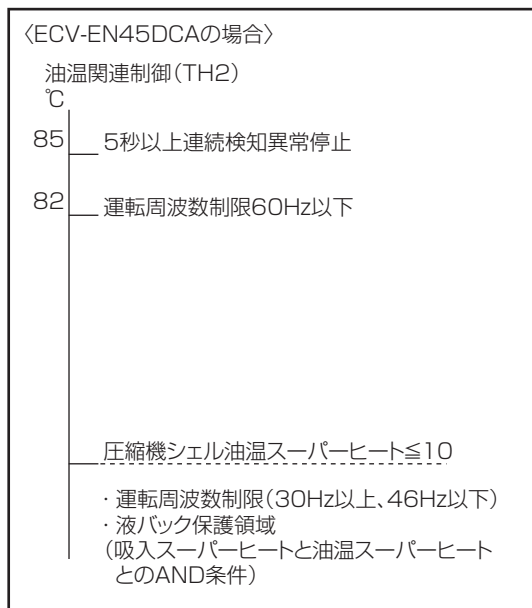 〈ECV-EN45DCAの場合〉
油温関連制御(TH2)
℃
85 5秒以上連続検知異常停止
82 運転周波数制限60Hz以下
圧縮機シェル油温スーパーヒート≦10
・運転周波数制限(30Hz以上、46Hz以下)
・液バック保護領域
(吸入スーパーヒートと油温スーパーヒート
とのAND条件)